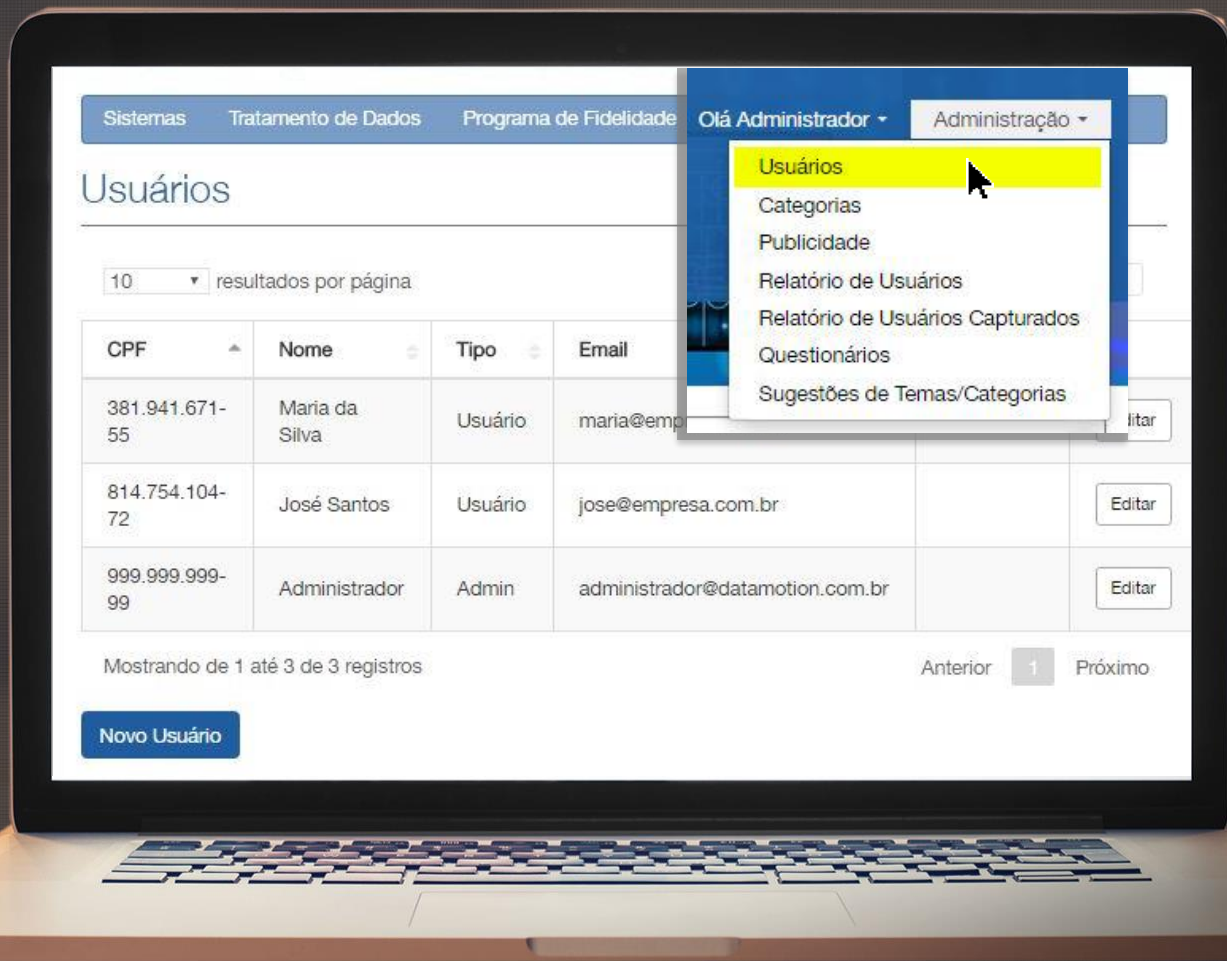 Sistemas Tratamento de Dados Programa de Fidelidade Olá Administrador Administração
Usuários
Categorias
Publicidade
Relatório de Usuários
Relatório de Usuários Capturados
Questionários
Sugestões de Temas/Categorias
Usuários
10 resultados por página
CPF Nome Tipo Email
381.941.671-
55
Maria da
Silva
Usuário
814.754.104-
72
José Santos
Usuário
jose@empresa.com.br
Editar
999.999.999-
99
Administrador
Admin
administrador@datamotion.com.br
Editar
Mostrando de 1 até 3 de 3 registros
Anterior 1 Próximo
Novo Usuário